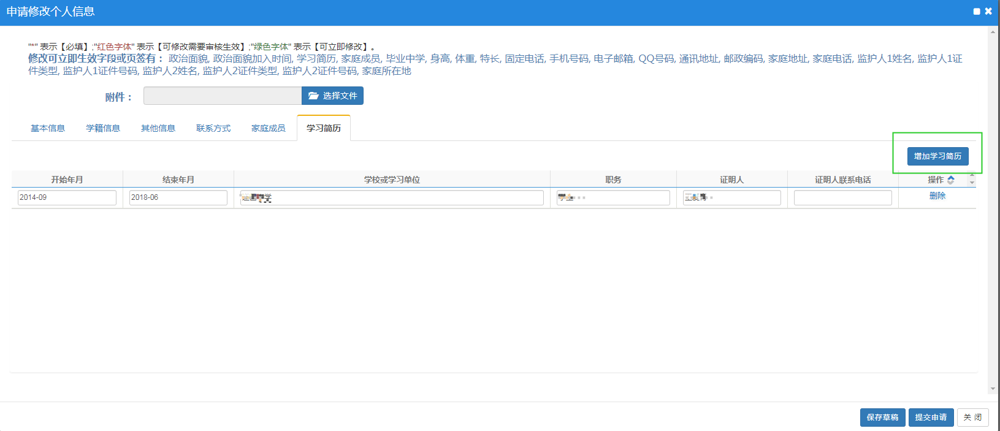 申请修改个人信息
"*" 表示【必填】;"红色字体" 表示【可修改需要审核生效】;"绿色字体" 表示【可立即修改】。
修改可立即生效字段或页签有： 政治面貌, 政治面貌加入时间, 学习简历, 家庭成员, 毕业中学, 身高, 体重, 特长, 固定电话, 手机号码, 电子邮箱, QQ号码, 通讯地址, 邮政编码, 家庭地址, 家庭电话, 监护人1姓名, 监护人1证
件类型, 监护人1证件号码, 监护人2姓名, 监护人2证件类型, 监护人2证件号码, 家庭所在地
附件： 选择文件
基本信息 学籍信息 其他信息 联系方式 家庭成员 学习简历
增加学习简历
开始年月 结束年月 学校或学习单位 职务 证明人 证明人联系电话 操作
2014-09 2018-06 删除
保存草稿 提交申请 关 闭